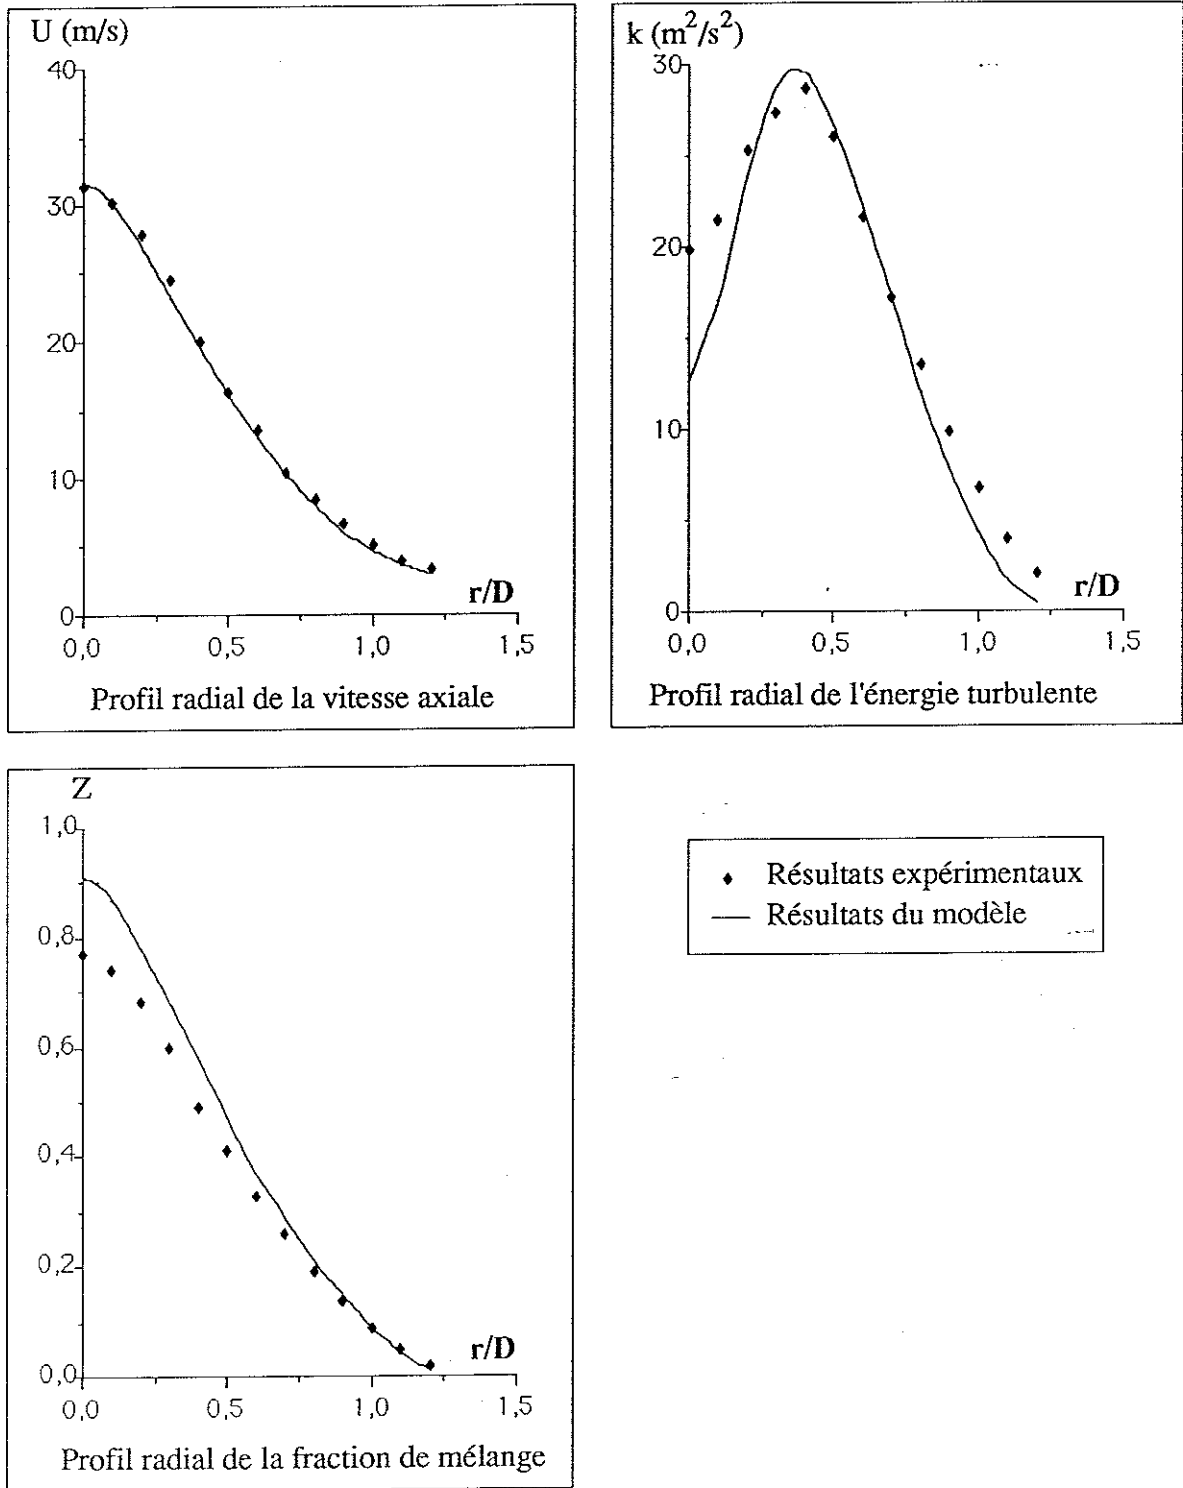 U (m/s)
40
30
20
10
0
0,0 0,5 1,0 1,5
r/D
Profil radial de la vitesse axiale
k (m²/s²)
30
20
10
0
0,0 0,5 1,0 1,5
r/D
Profil radial de l'énergie turbulente
Z
1,0
0,8
0,6
0,4
0,2
0,0
0,0 0,5 1,0 1,5
r/D
Profil radial de la fraction de mélange
Résultats expérimentaux
Résultats du modèle